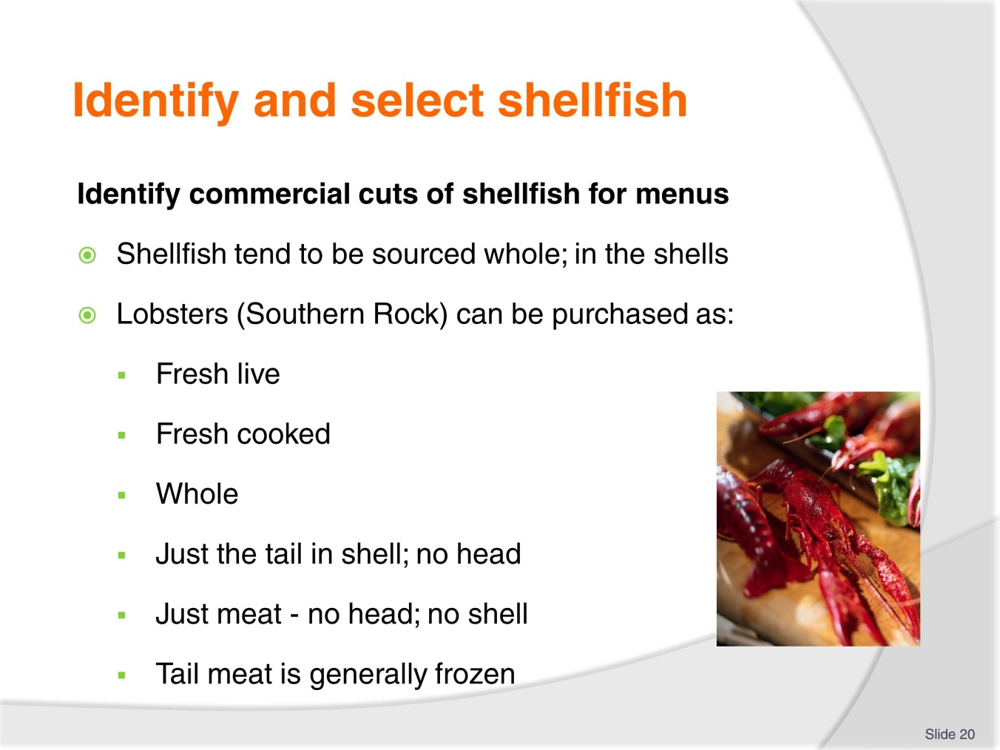 Identify and select shellfish
Identify commercial cuts of shellfish for menus
Shellfish tend to be sourced whole; in the shells
Lobsters (Southern Rock) can be purchased as:
Fresh live
Fresh cooked
Whole
Just the tail in shell; no head
Just meat - no head; no shell
Tail meat is generally frozen
Slide 20